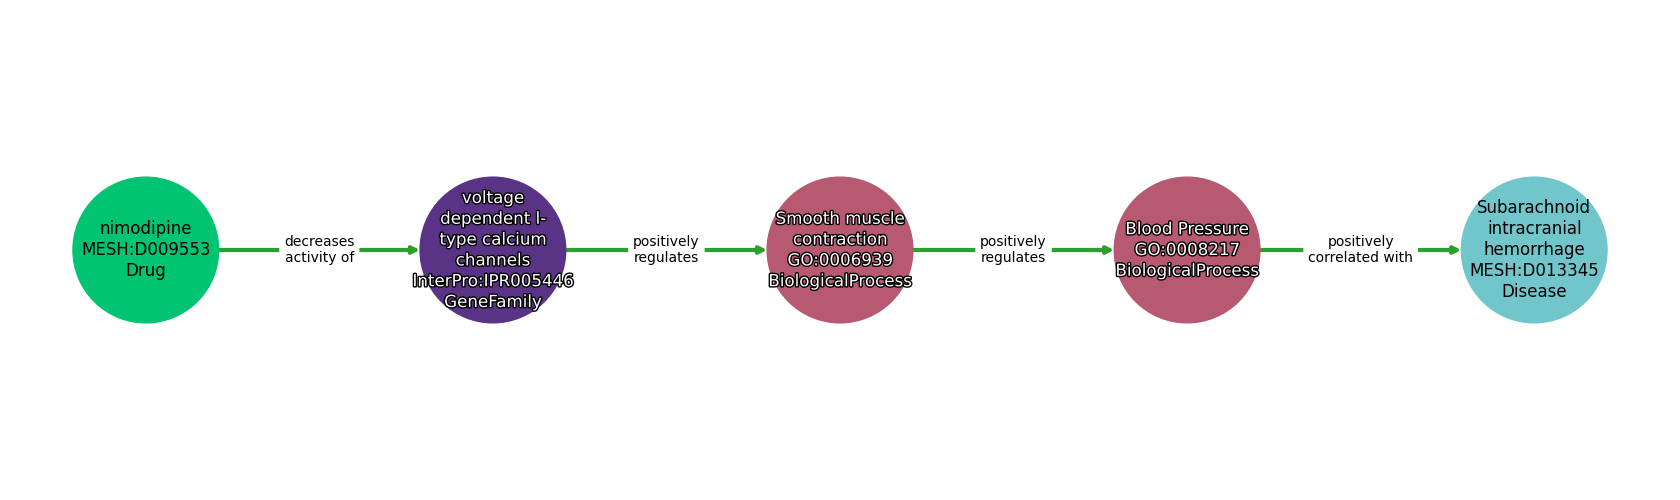 nimodipine
MESH:D009553
Drug
decreases
activity of
voltage
dependent l-
type calcium
channels
InterPro:IPR005446
GeneFamily
positively
regulates
Smooth muscle
contraction
GO:0006939
BiologicalProcess
positively
regulates
Blood Pressure
GO:0008217
BiologicalProcess
positively
correlated with
Subarachnoid
intracranial
hemorrhage
MESH:D013345
Disease